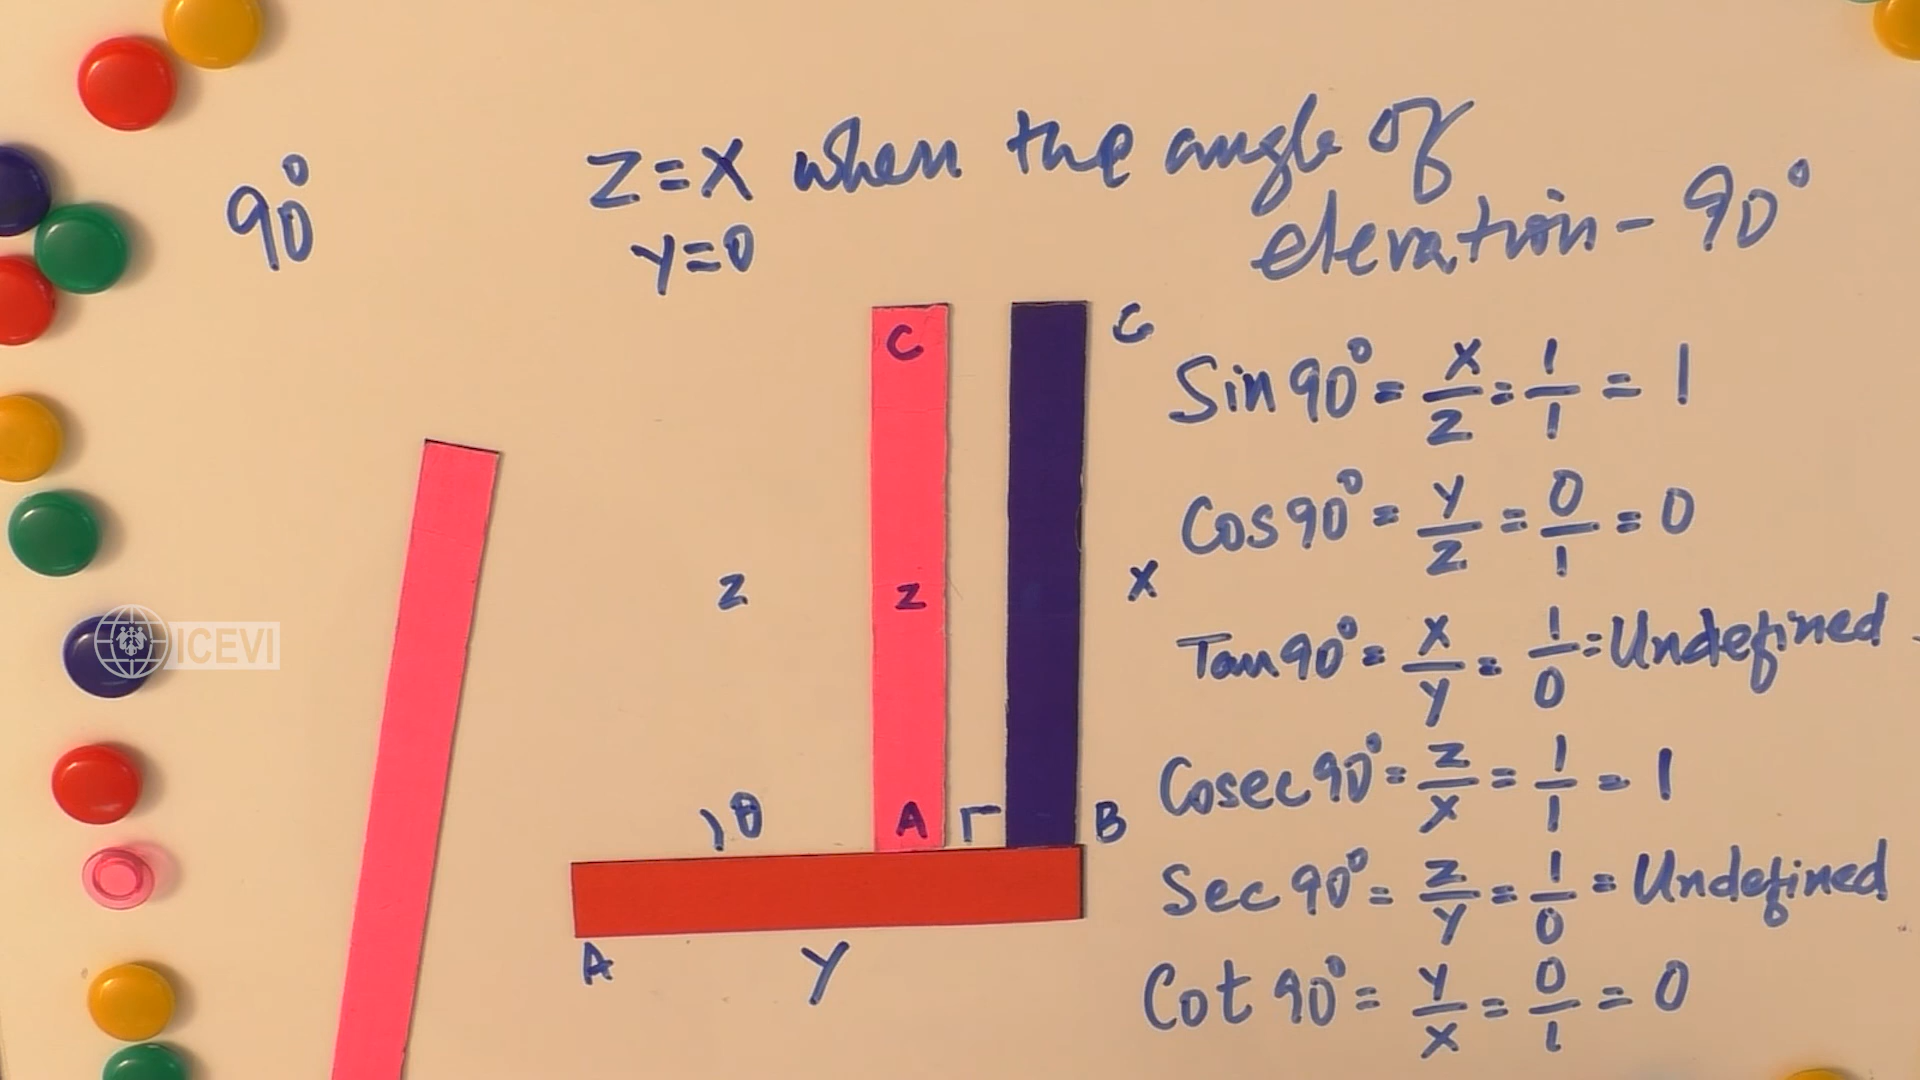 90°
Z=X when the angle of
elevation - 90°
Y=0
C
C
Sin 90° = X/Z = 1/1 = 1
Cos 90° = Y/Z = 0/1 = 0
Z
Z
X
Tan 90° = X/Y = 1/0 = Undefined
ICEVI
Cosec 90° = Z/X = 1/1 = 1
θ
A
B
Sec 90° = Z/Y = 1/0 = Undefined
A
Y
Cot 90° = Y/X = 0/1 = 0